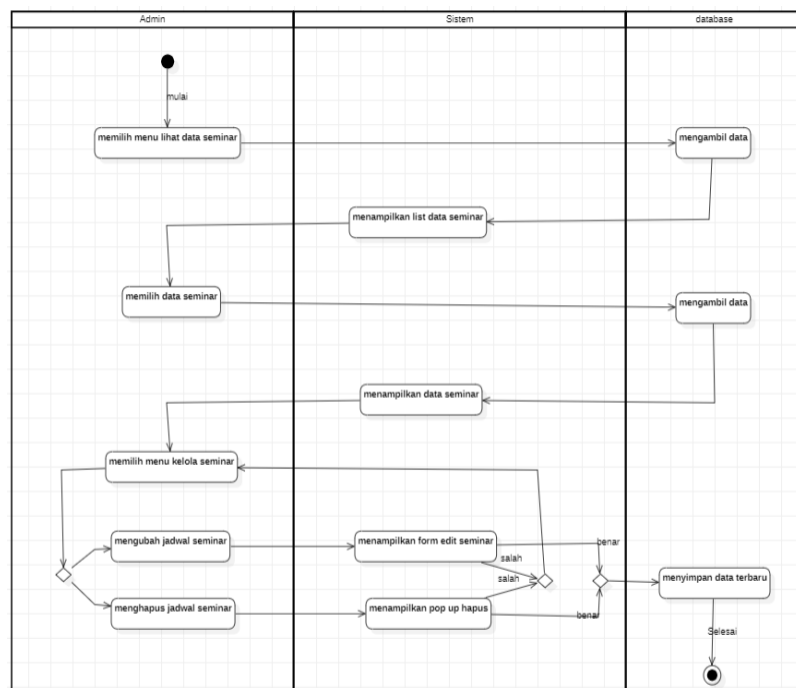 Admin
Sistem
database
mulai
memilih menu lihat data seminar
mengambil data
menampilkan list data seminar
memilih data seminar
mengambil data
menampilkan data seminar
memilih menu kelola seminar
mengubah jadwal seminar
menampilkan form edit seminar
benar
salah
salah
menyimpan data terbaru
menghapus jadwal seminar
menampilkan pop up hapus
benar
Selesai